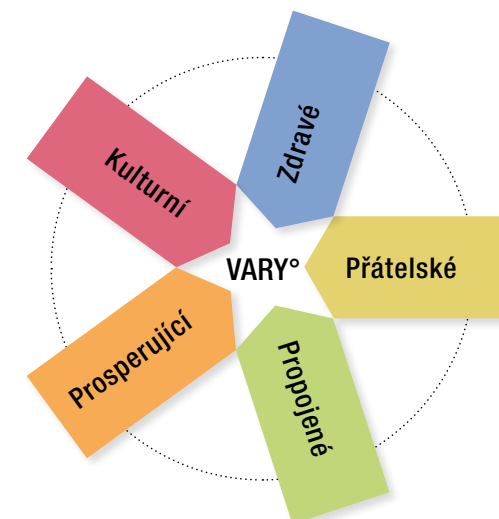 Zdravé
Kulturní
VARY°
Přátelské
Prosperující
Propojené